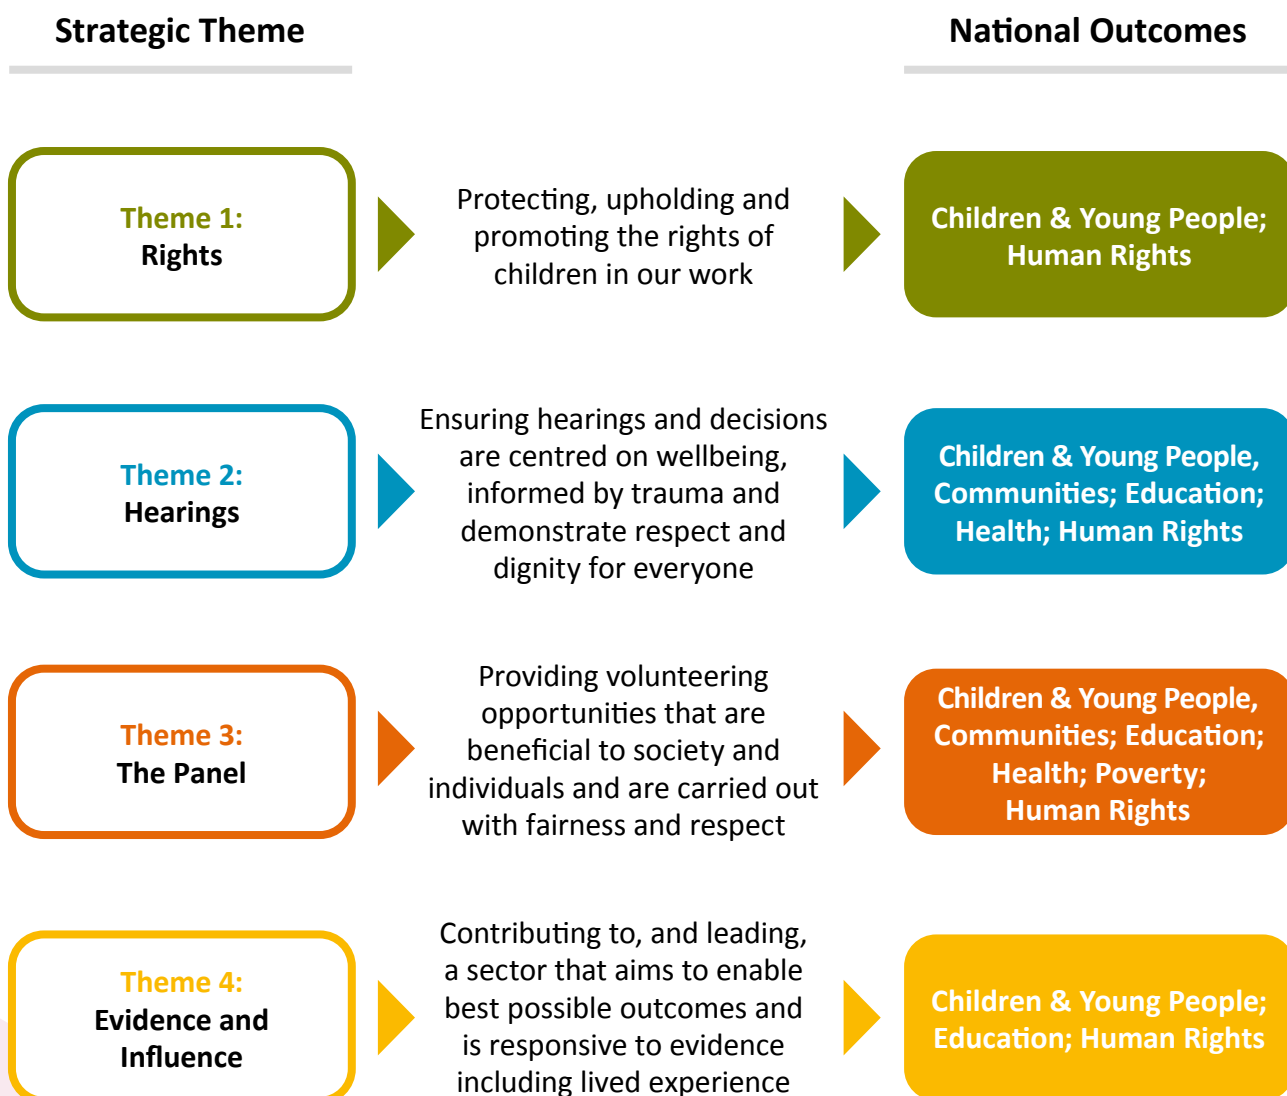 Strategic Theme
National Outcomes
Theme 1:
Rights
Protecting, upholding and
promoting the rights of
children in our work
Children & Young People;
Human Rights
Theme 2:
Hearings
Ensuring hearings and decisions
are centred on wellbeing,
informed by trauma and
demonstrate respect and
dignity for everyone
Children & Young People,
Communities; Education;
Health; Human Rights
Theme 3:
The Panel
Providing volunteering
opportunities that are
beneficial to society and
individuals and are carried out
with fairness and respect
Children & Young People,
Communities; Education;
Health; Poverty;
Human Rights
Theme 4:
Evidence and
Influence
Contributing to, and leading,
a sector that aims to enable
best possible outcomes and
is responsive to evidence
including lived experience
Children & Young People;
Education; Human Rights